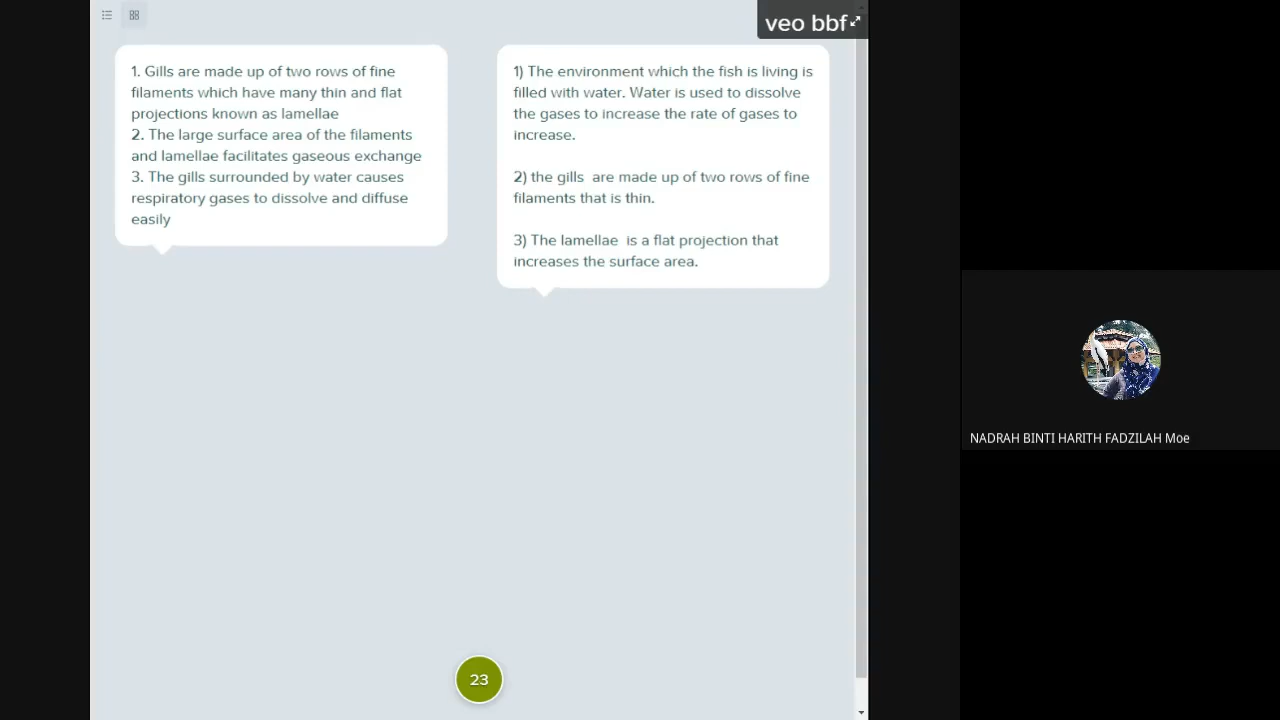 veo bbf
1. Gills are made up of two rows of fine
filaments which have many thin and flat
projections known as lamellae
2. The large surface area of the filaments
and lamellae facilitates gaseous exchange
3. The gills surrounded by water causes
respiratory gases to dissolve and diffuse
easily
1) The environment which the fish is living is
filled with water. Water is used to dissolve
the gases to increase the rate of gases to
increase.
2) the gills  are made up of two rows of fine
filaments that is thin.
3) The lamellae  is a flat projection that
increases the surface area.
NADRAH BINTI HARITH FADZILAH Moe
23